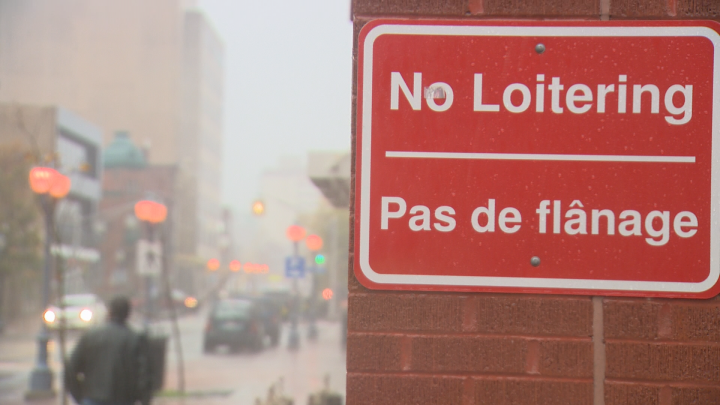 No Loitering
Pas de flânage